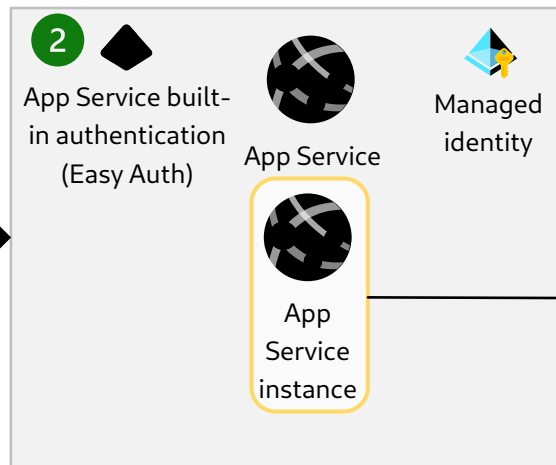 2
App Service built-
in authentication
(Easy Auth)
App Service
Managed
identity
App
Service
instance